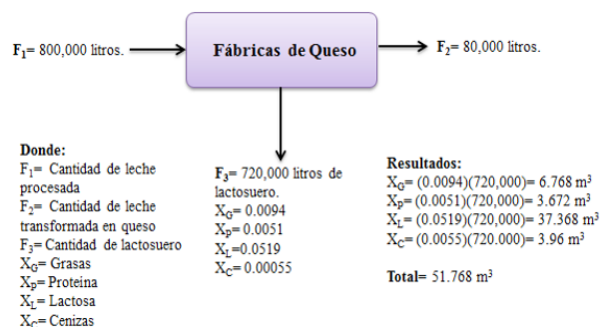 F₁= 800,000 litros.
Fábricas de Queso
F₂= 80,000 litros.
Donde:
F₁= Cantidad de leche
procesada
F₂= Cantidad de leche
transformada en queso
F₃= Cantidad de lactosuero
X_G= Grasas
X_P= Proteina
X_L= Lactosa
X_C= Cenizas
F₃= 720,000 litros de
lactosuero.
X_G= 0.0094
X_P= 0.0051
X_L=0.0519
X_C= 0.00055
Resultados:
X_G= (0.0094)(720,000)= 6.768 m³
X_P= (0.0051)(720,000)= 3.672 m³
X_L= (0.0519)(720,000)= 37.368 m³
X_C= (0.0055)(720.000)= 3.96 m³
Total= 51.768 m³